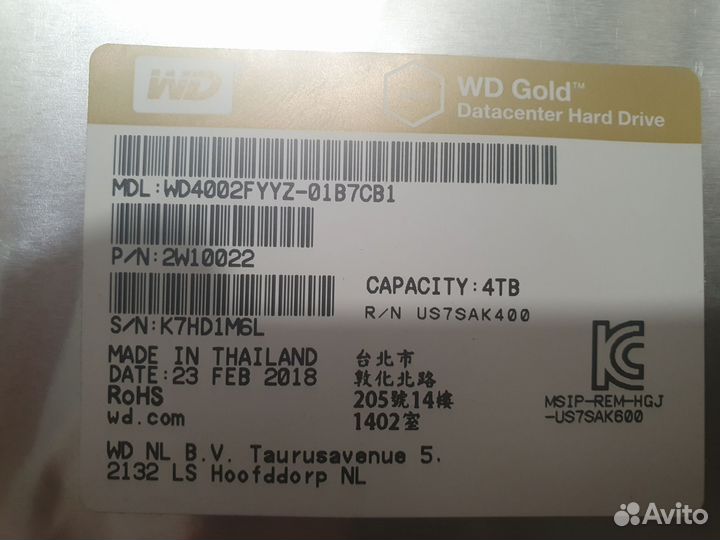 WD
WD Gold™
Datacenter Hard Drive
MDL:WD4002FYYZ-01B7CB1
P/N:2W10022
CAPACITY:4TB
R/N US7SAK400
S/N:K7HD1M6L
MADE IN THAILAND
DATE:23 FEB 2018
RoHS
wd.com
台北市
敦化北路
205號14樓
1402室
MSIP-REM-HGJ
-US7SAK600
WD NL B.V. Taurusavenue 5.
2132 LS Hoofddorp NL
Avito